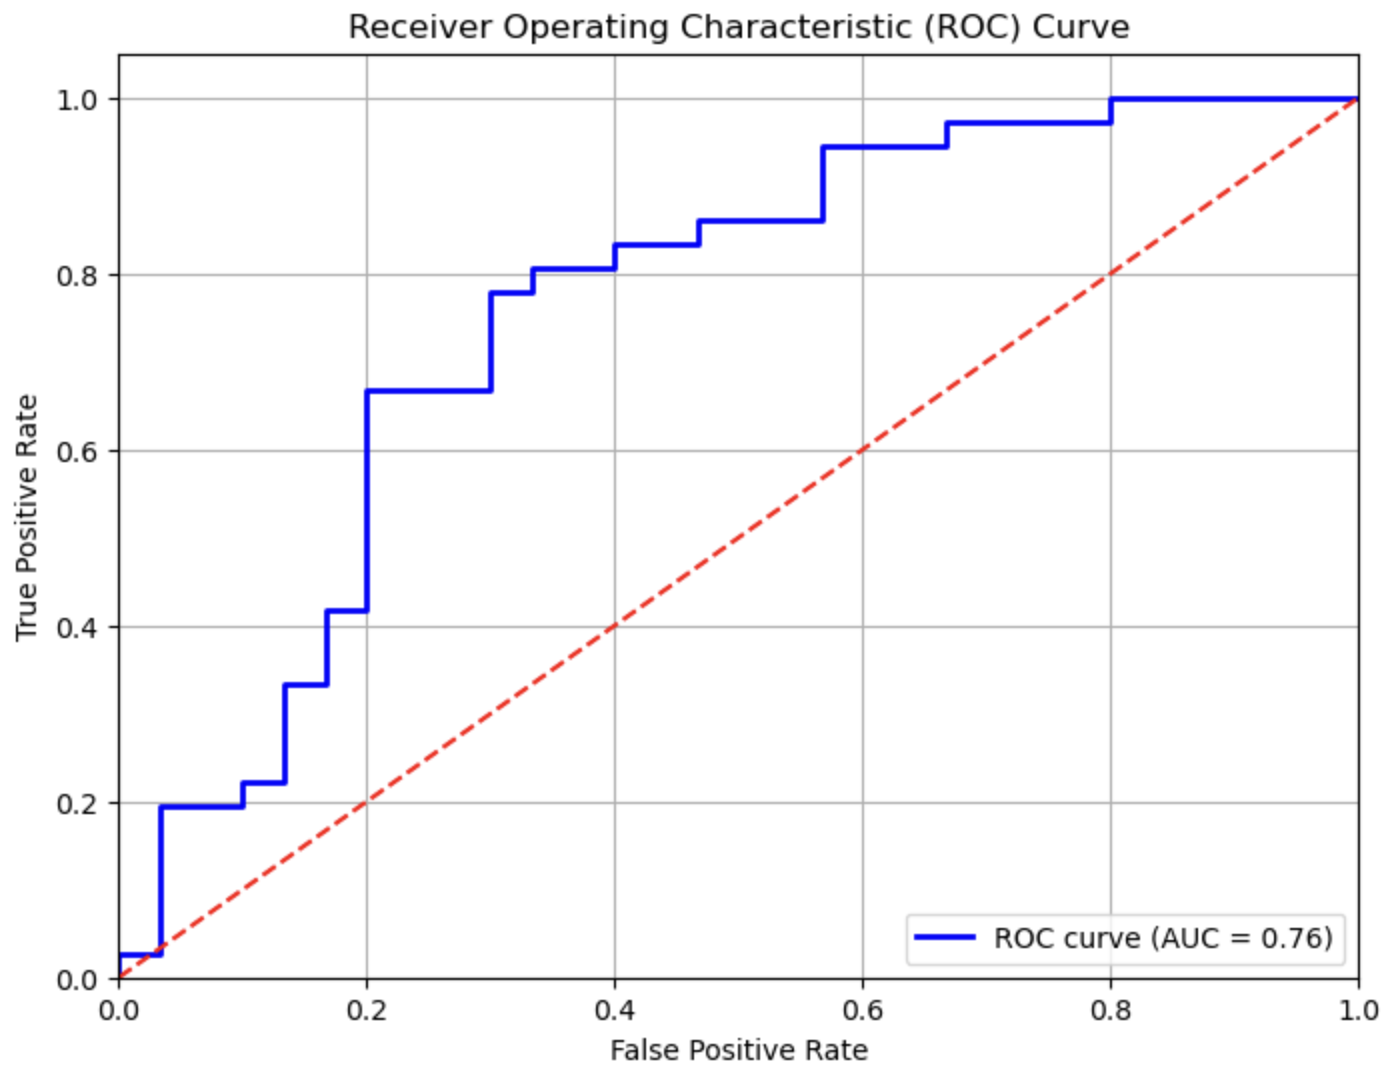 Receiver Operating Characteristic (ROC) Curve
True Positive Rate
1.0
0.8
0.6
0.4
0.2
0.0
ROC curve (AUC = 0.76)
0.0 0.2 0.4 0.6 0.8 1.0
False Positive Rate